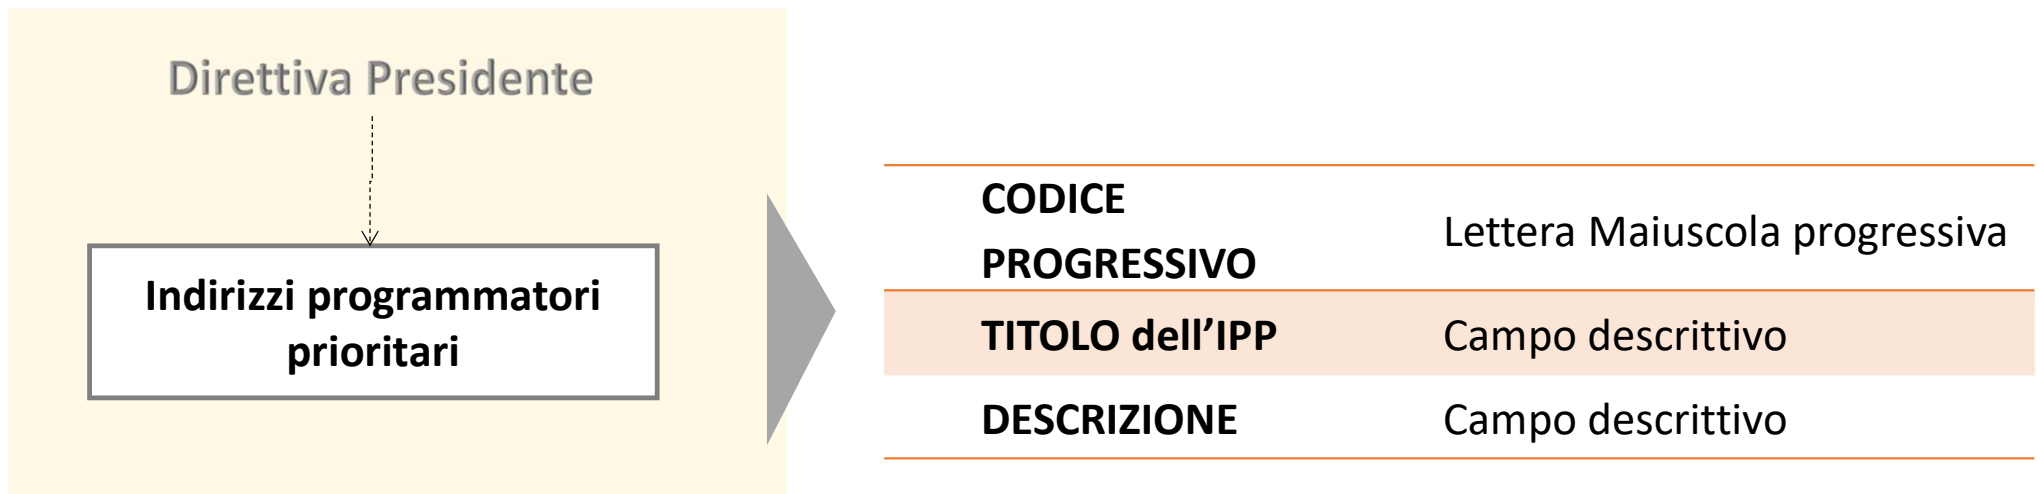 Direttiva Presidente
Indirizzi programmatori
prioritari
CODICE
PROGRESSIVO
Lettera Maiuscola progressiva
TITOLO dell’IPP Campo descrittivo
DESCRIZIONE Campo descrittivo